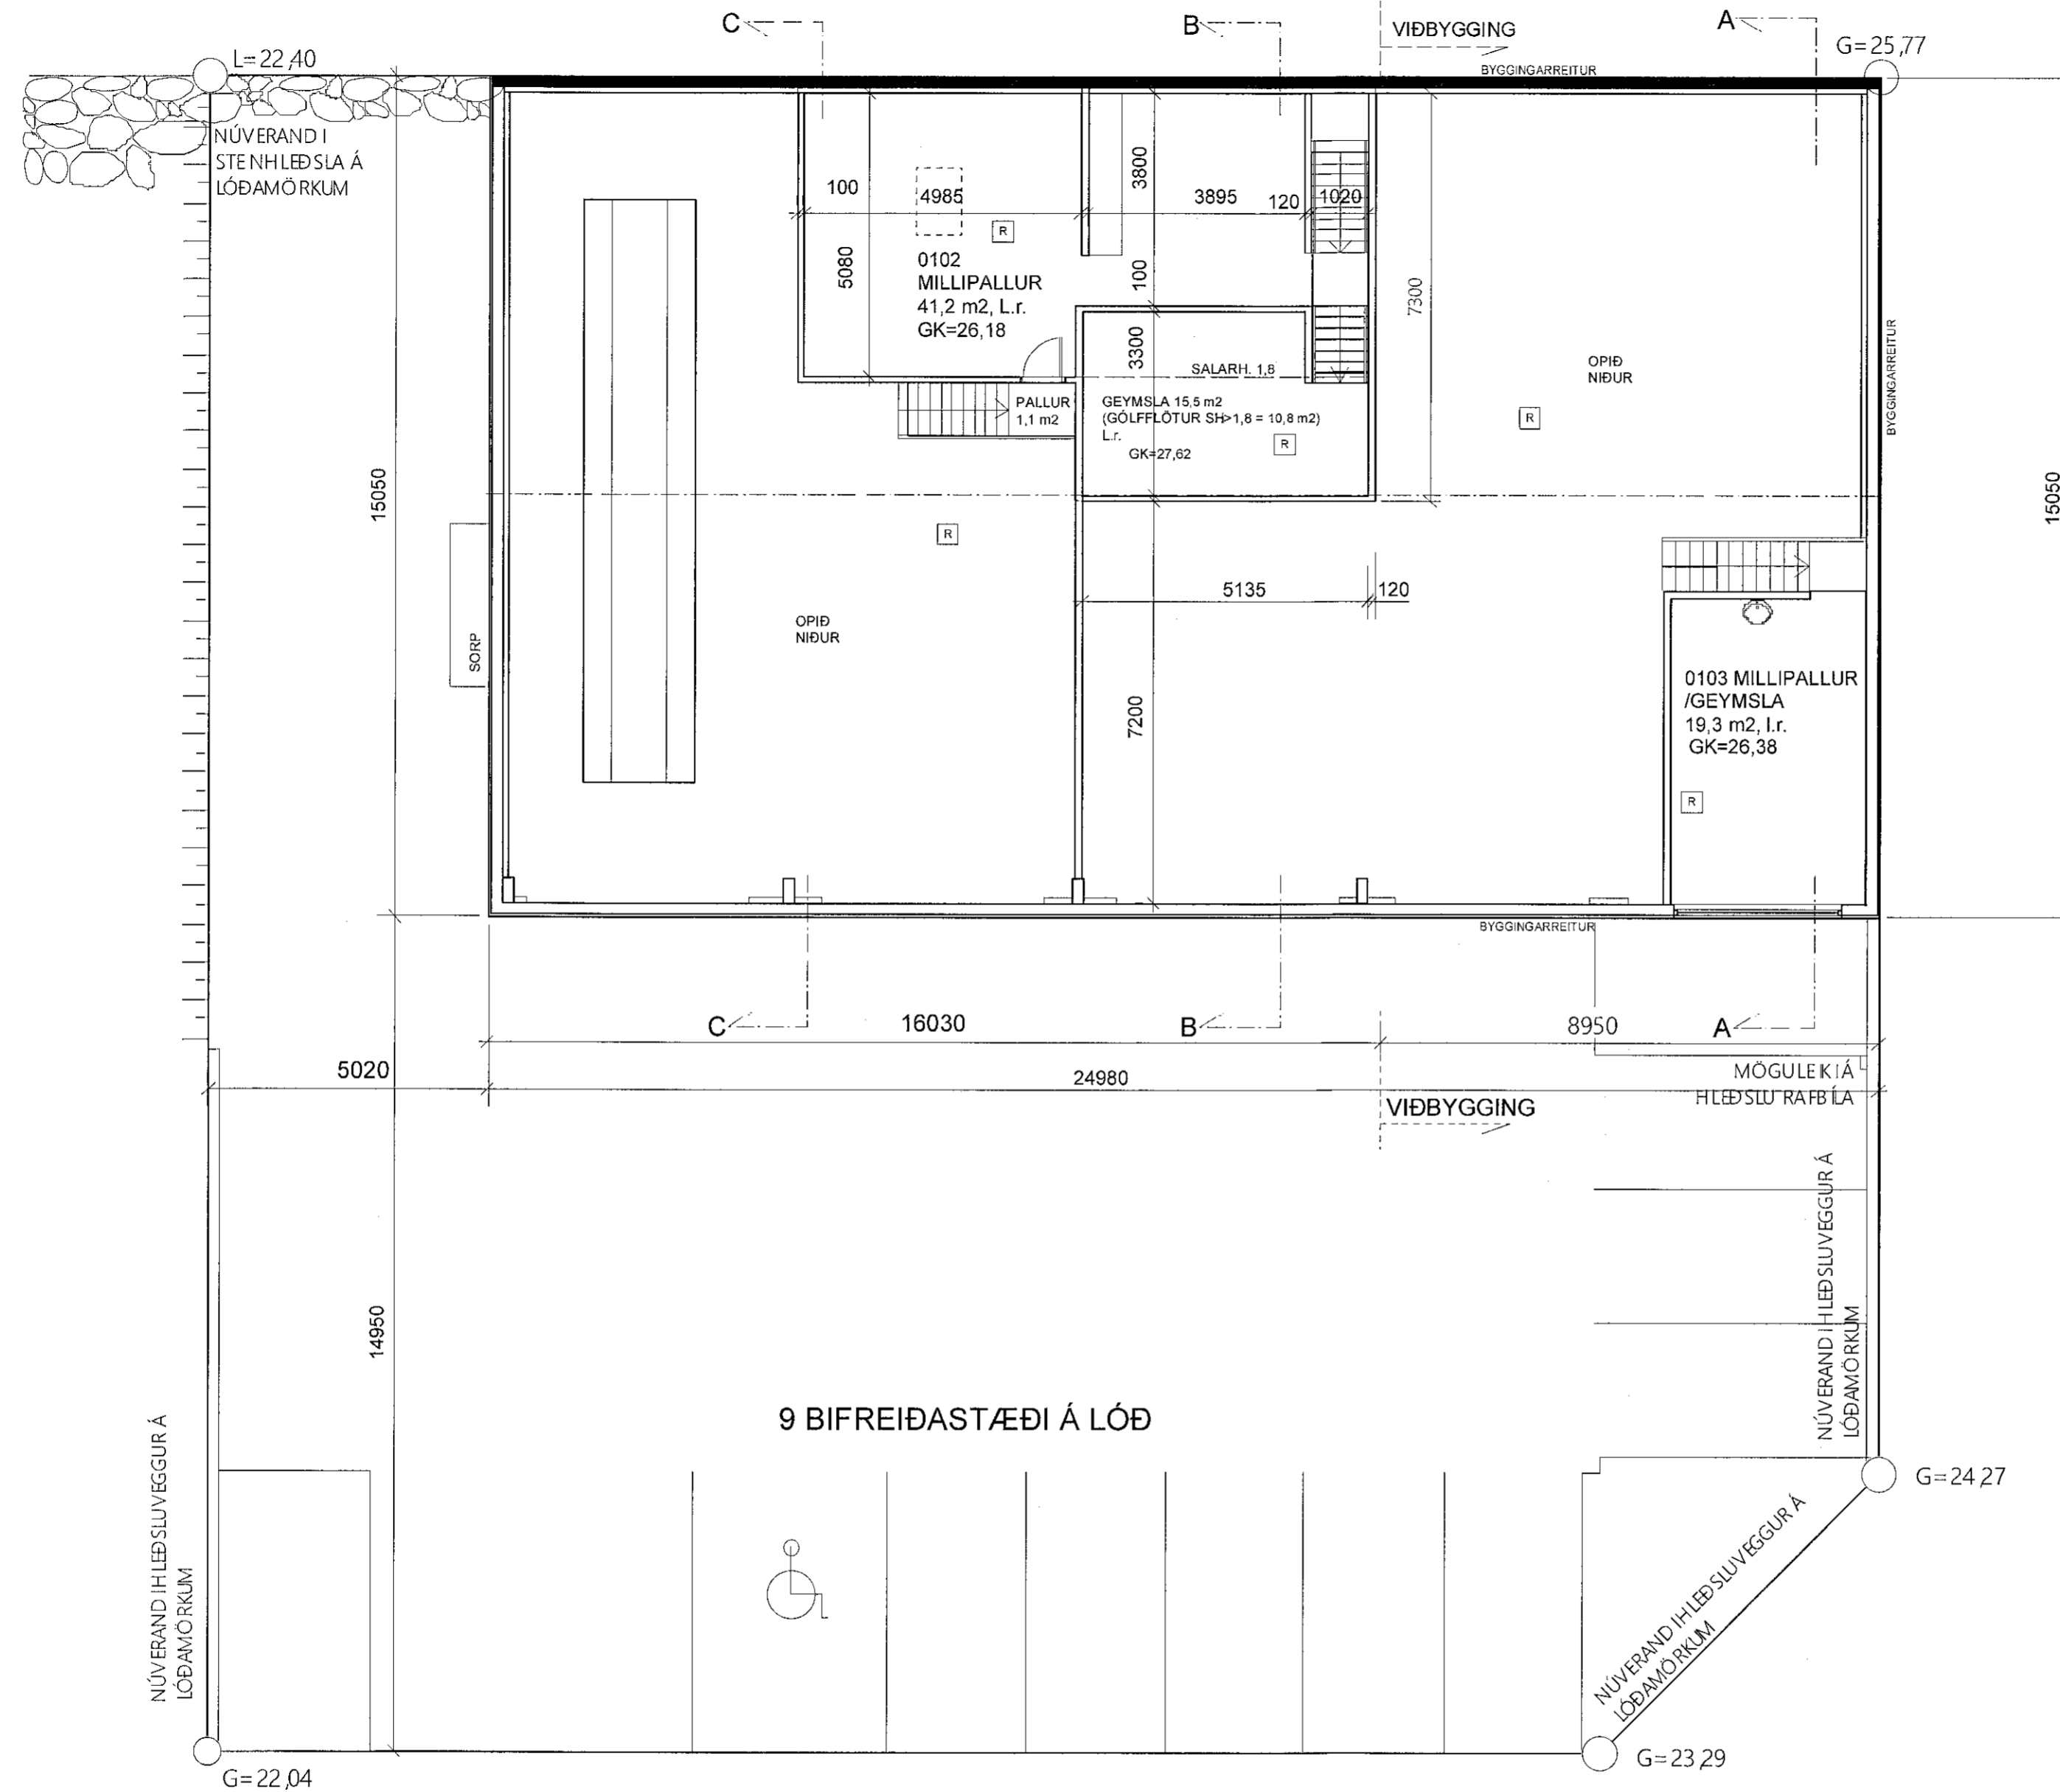 C
B
VIÐBYGGING
A
L=22,40
G=25,77
BYGGINGARREITUR
NÚVERANDI
STEINHLEÐSLA Á
LÓÐAMÖRKUM
100
4985
3800
3895
120
1020
R
5080
0102
MILLIPALLUR
41,2 m2, L.r.
GK=26,18
100
7300
3300
SALARH. 1,8
OPIÐ
NIÐUR
R
BYGGINGARREITUR
PALLUR
1,1 m2
GEYMSLA 15,5 m2
(GÓLFFLÖTUR SH>1,8 = 10,8 m2)
L.r.
GK=27,62
R
15050
15050
R
5135
120
OPIÐ
NIÐUR
SORP
7200
0103 MILLIPALLUR
/GEYMSLA
19,3 m2, l.r.
GK=26,38
R
BYGGINGARREITUR
C
16030
B
8950
A
5020
24980
MÖGULEIKI Á
HLEÐSLU RAFBÍLA
VIÐBYGGING
14950
NÚVERANDI HLEÐSLUVEGGUR Á
LÓÐAMÖRKUM
9 BIFREIÐASTÆÐI Á LÓÐ
NÚVERANDI HLEÐSLUVEGGUR Á
LÓÐAMÖRKUM
G=24,27
NÚVERANDI HLEÐSLUVEGGUR Á
LÓÐAMÖRKUM
G=22,04
G=23,29